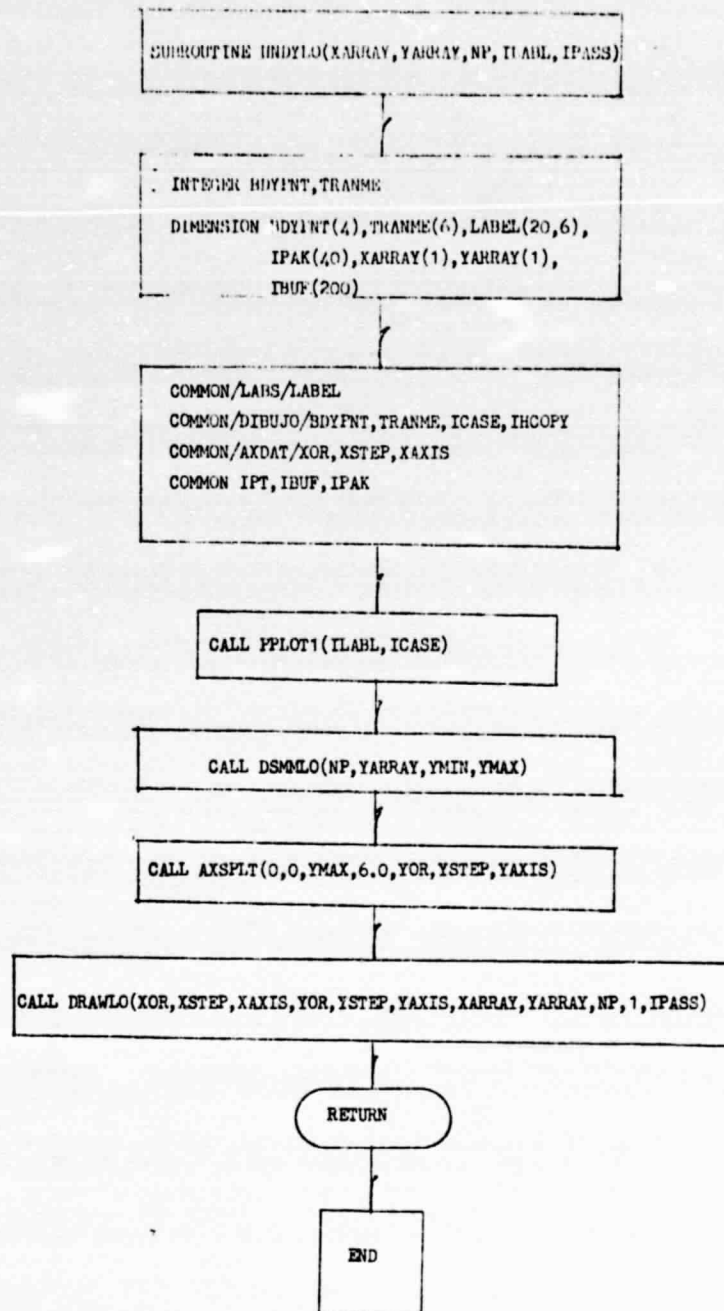 SUBROUTINE (XARRAY,YARRAY,NP,ILABL,IPASS)
INTEGER BDYPNT,TRANME
DIMENSION BDYPNT(4),TRANME(6),LABEL(20,6),
IPAK(40),XARRAY(1),YARRAY(1),
IBUF(200)
COMMON/LABS/LABEL
COMMON/DIBUJO/BDYPNT,TRANME,ICASE,IHCOPY
COMMON/AXDAT/XOR,XSTEP,XAXIS
COMMON IPT,IBUF,IPAK
CALL PPLOT1(ILABL,ICASE)
CALL DSMMLO(NP,YARRAY,YMIN,YMAX)
CALL AXSPLT(0,0,YMAX,6.0,YOR,YSTEP,YAXIS)
CALL DRAWLO(XOR,XSTEP,XAXIS,YOR,YSTEP,YAXIS,XARRAY,YARRAY,NP,1,IPASS)
RETURN
END